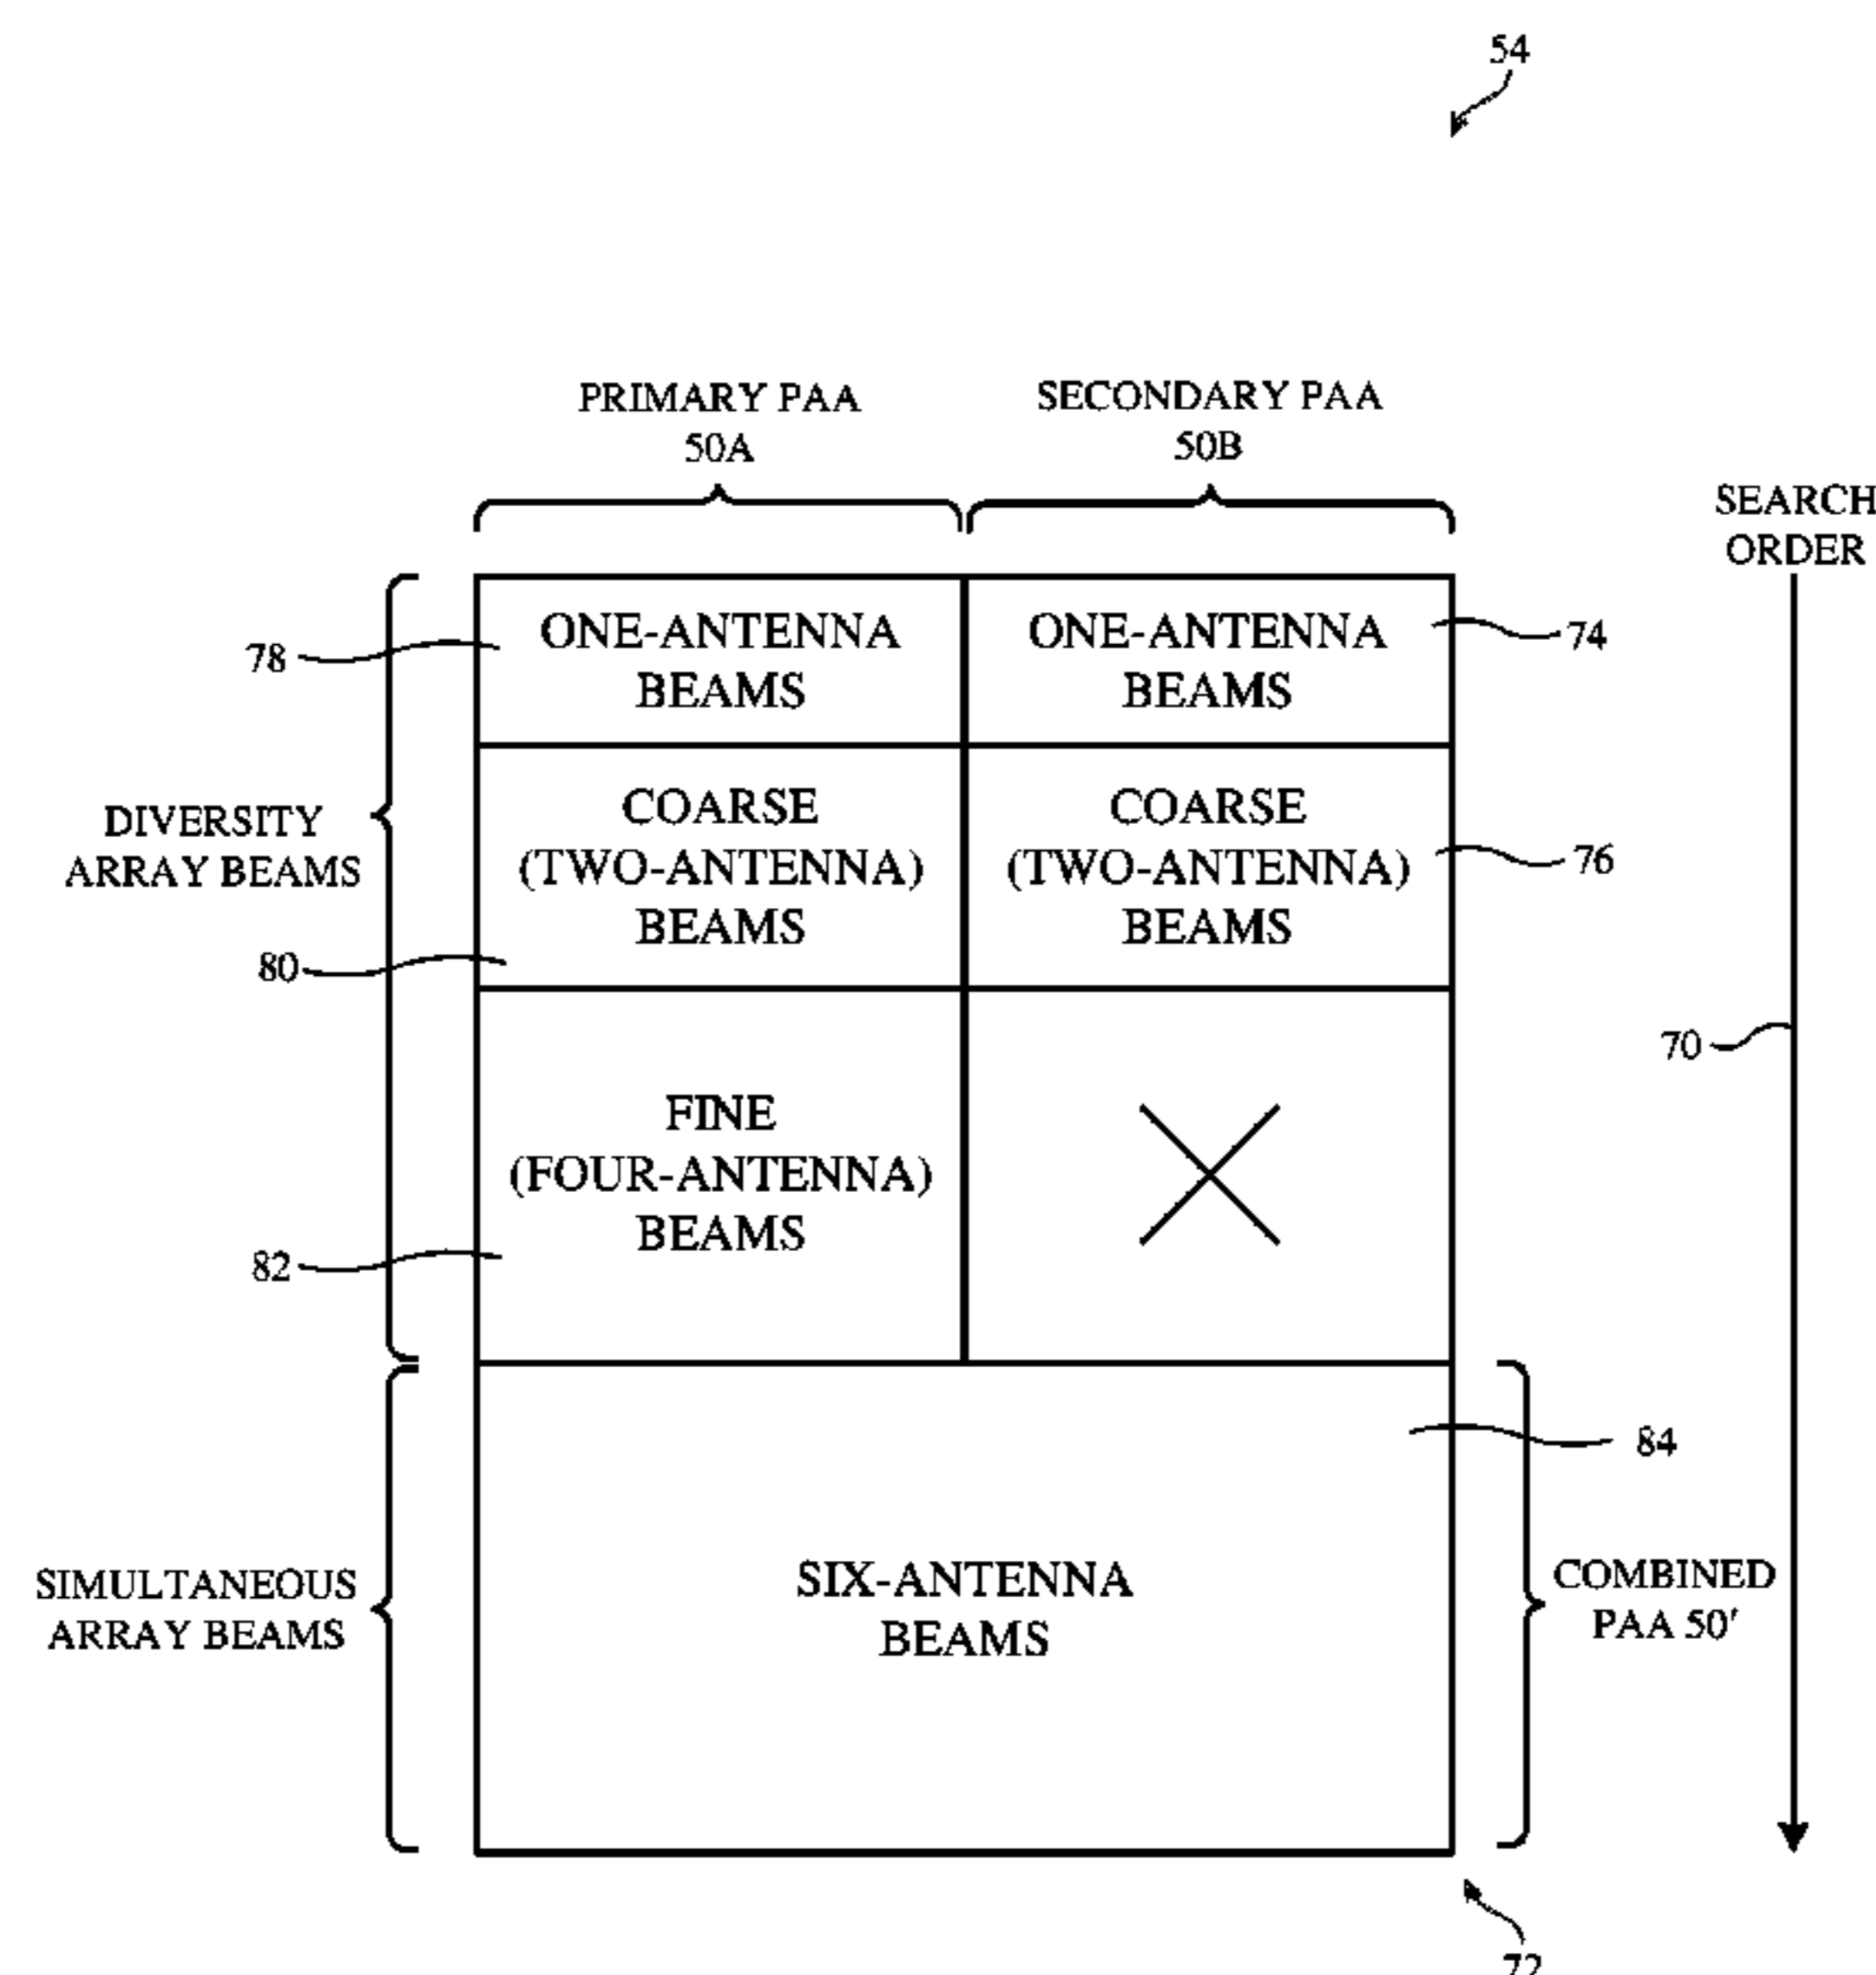 54
PRIMARY PAA
50A
SECONDARY PAA
50B
SEARCH
ORDER
78
ONE-ANTENNA
BEAMS
ONE-ANTENNA
BEAMS
74
DIVERSITY
ARRAY BEAMS
COARSE
(TWO-ANTENNA)
BEAMS
COARSE
(TWO-ANTENNA)
BEAMS
76
80
70
FINE
(FOUR-ANTENNA)
BEAMS
82
84
SIMULTANEOUS
ARRAY BEAMS
SIX-ANTENNA
BEAMS
COMBINED
PAA 50'
72